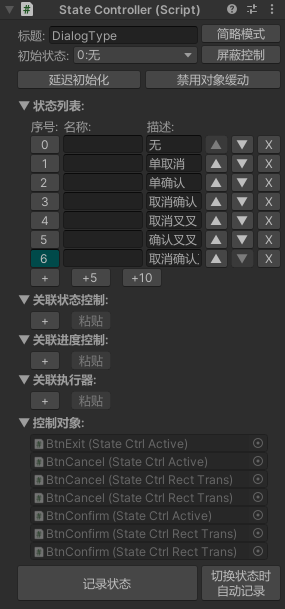 State Controller (Script)
标题: DialogType 简略模式
初始状态: 0:无 屏蔽控制
延迟初始化 禁用对象缓动
状态列表:
序号: 名称: 描述:
0 无 ▲ ▼ X
1 单取消 ▲ ▼ X
2 单确认 ▲ ▼ X
3 取消确认 ▲ ▼ X
4 取消叉叉 ▲ ▼ X
5 确认叉叉 ▲ ▼ X
6 取消确认 ▲ ▼ X
+ +5 +10
关联状态控制:
+ 粘贴
关联进度控制:
+ 粘贴
关联执行器:
+ 粘贴
控制对象:
BtnExit (State Ctrl Active)
BtnCancel (State Ctrl Active)
BtnCancel (State Ctrl Rect Trans)
BtnCancel (State Ctrl Rect Trans)
BtnConfirm (State Ctrl Active)
BtnConfirm (State Ctrl Rect Trans)
BtnConfirm (State Ctrl Rect Trans)
记录状态 切换状态时
自动记录